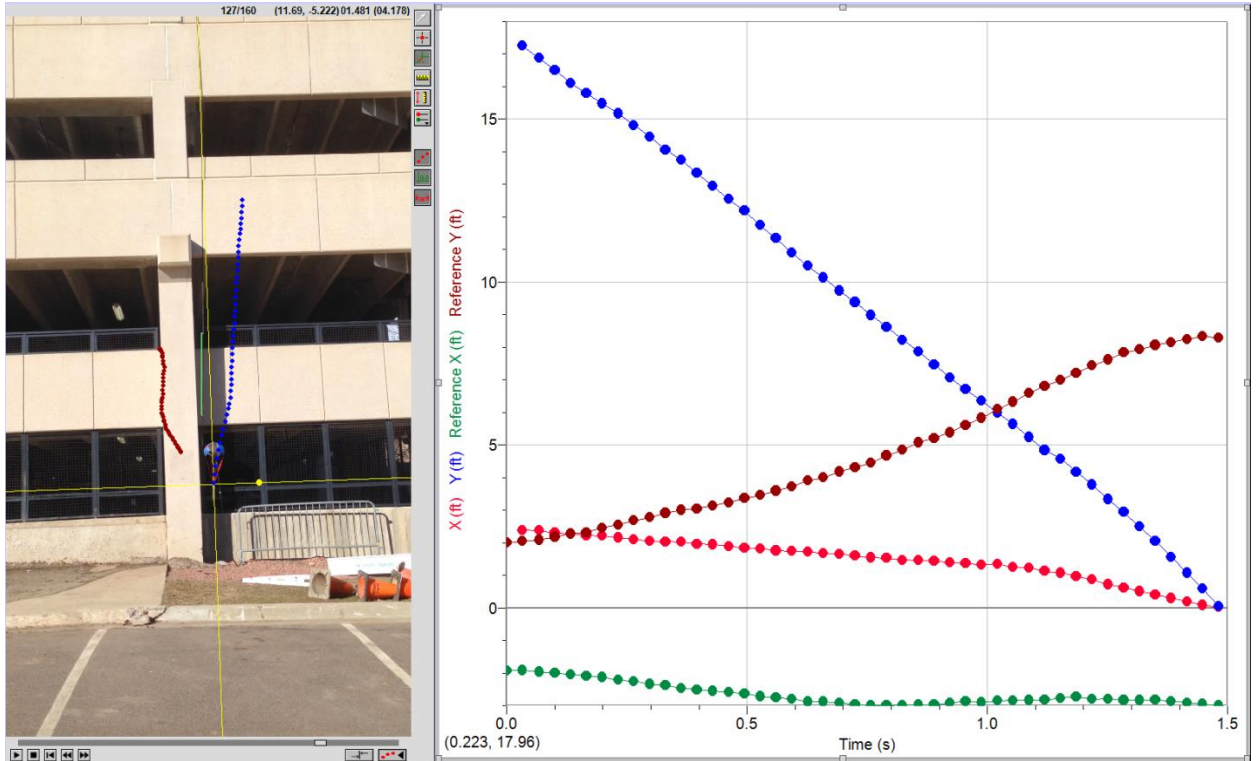 127/160 (11.69, -5.222) 01.481 (04.178)
X (ft) Y (ft) Reference X (ft) Reference Y (ft)
15
10
5
0
0.0 0.5 1.0 1.5
(0.223, 17.96) Time (s)